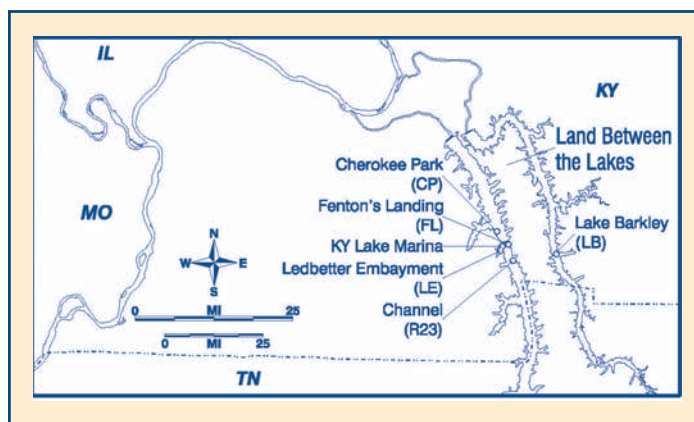 IL
KY
Land Between
the Lakes
Cherokee Park
(CP)
Fenton's Landing
(FL)
MO
KY Lake Marina
Lake Barkley
(LB)
N
W E
S
Ledbetter Embayment
(LE)
Channel
(R23)
0 MI 25
0 MI 25
TN